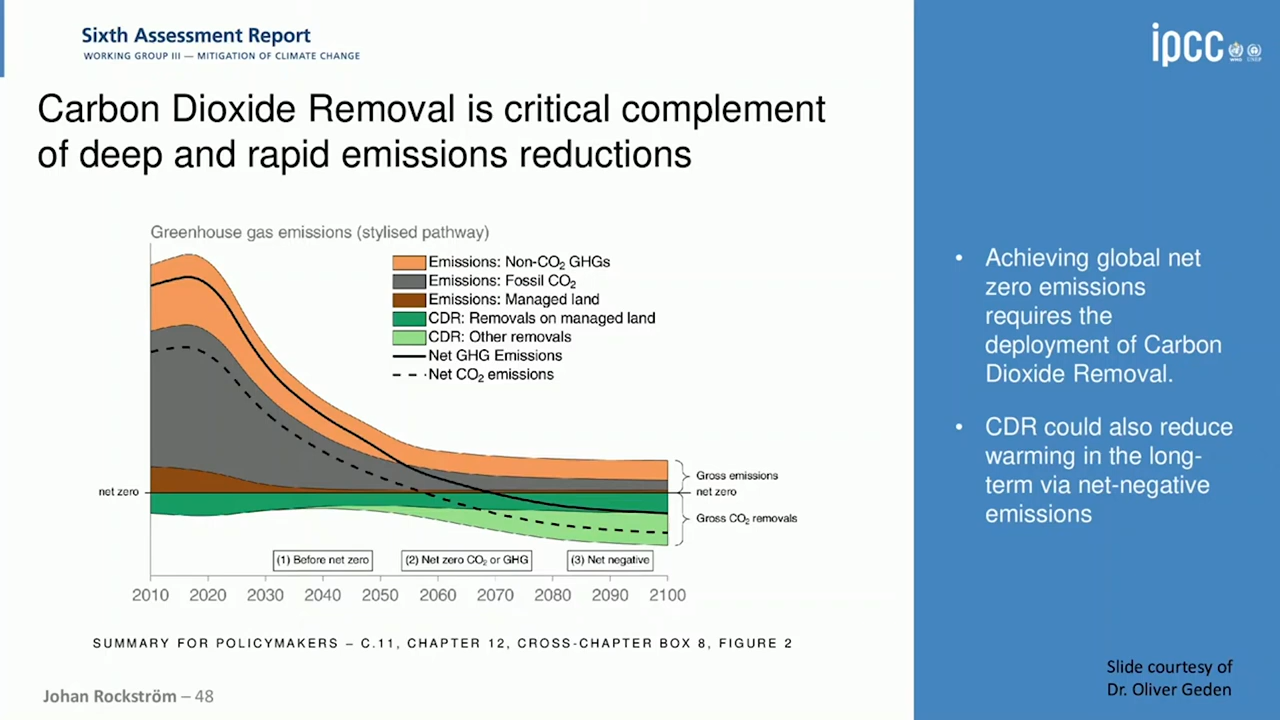 Sixth Assessment Report
WORKING GROUP III — MITIGATION OF CLIMATE CHANGE
ipcc
WMO UNEP
Carbon Dioxide Removal is critical complement
of deep and rapid emissions reductions
Greenhouse gas emissions (stylised pathway)
Emissions: Non-CO₂ GHGs
Emissions: Fossil CO₂
Emissions: Managed land
CDR: Removals on managed land
CDR: Other removals
Net GHG Emissions
Net CO₂ emissions
net zero
Gross emissions
net zero
Gross CO₂ removals
(1) Before net zero
(2) Net zero CO₂ or GHG
(3) Net negative
2010 2020 2030 2040 2050 2060 2070 2080 2090 2100
SUMMARY FOR POLICYMAKERS – C.11, CHAPTER 12, CROSS-CHAPTER BOX 8, FIGURE 2
Johan Rockström – 48
• Achieving global net
zero emissions
requires the
deployment of Carbon
Dioxide Removal.
• CDR could also reduce
warming in the long-
term via net-negative
emissions
Slide courtesy of
Dr. Oliver Geden